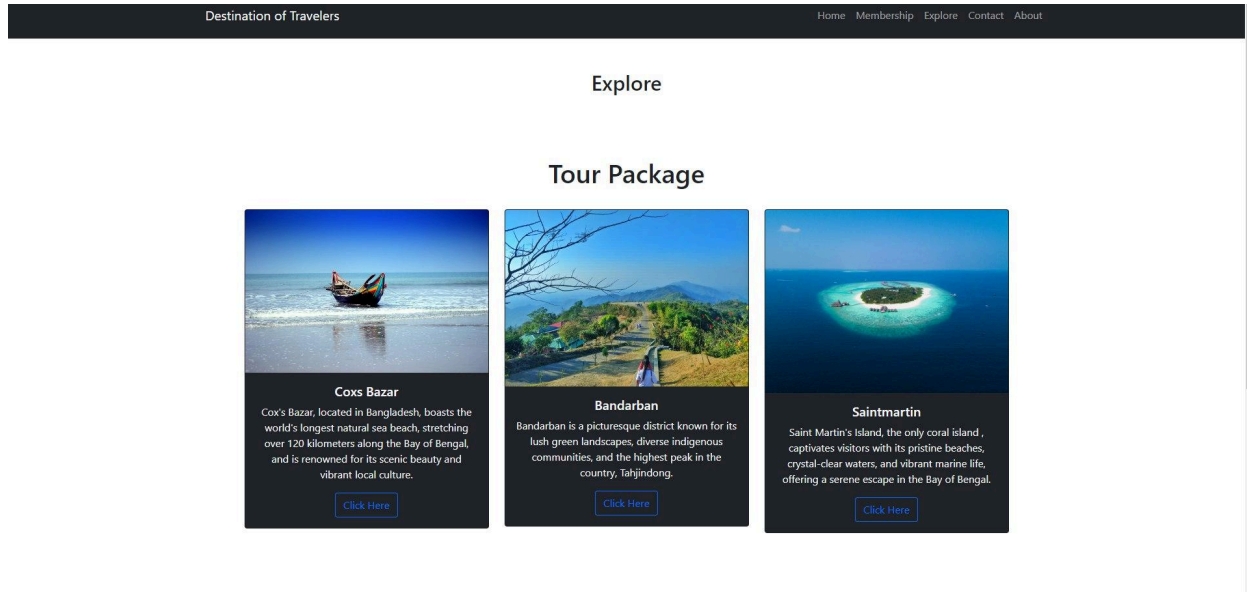 Destination of Travelers
Home Membership Explore Contact About
Explore
Tour Package
Coxs Bazar
Cox's Bazar, located in Bangladesh, boasts the
world's longest natural sea beach, stretching
over 120 kilometers along the Bay of Bengal,
and is renowned for its scenic beauty and
vibrant local culture.
Click Here
Bandarban
Bandarban is a picturesque district known for its
lush green landscapes, diverse indigenous
communities, and the highest peak in the
country, Tahjindong.
Click Here
Saintmartin
Saint Martin's Island, the only coral island ,
captivates visitors with its pristine beaches,
crystal-clear waters, and vibrant marine life,
offering a serene escape in the Bay of Bengal.
Click Here